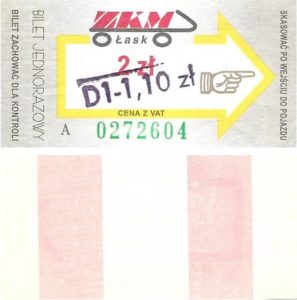 BILET JEDNORAZOWY
BILET ZACHOWAĆ DLA KONTROLI
ZKM
Łask
2 zł
D1-1,10 zł
CENA Z VAT
A 0272604
SKASOWAĆ PO WEJŚCIU DO POJAZDU